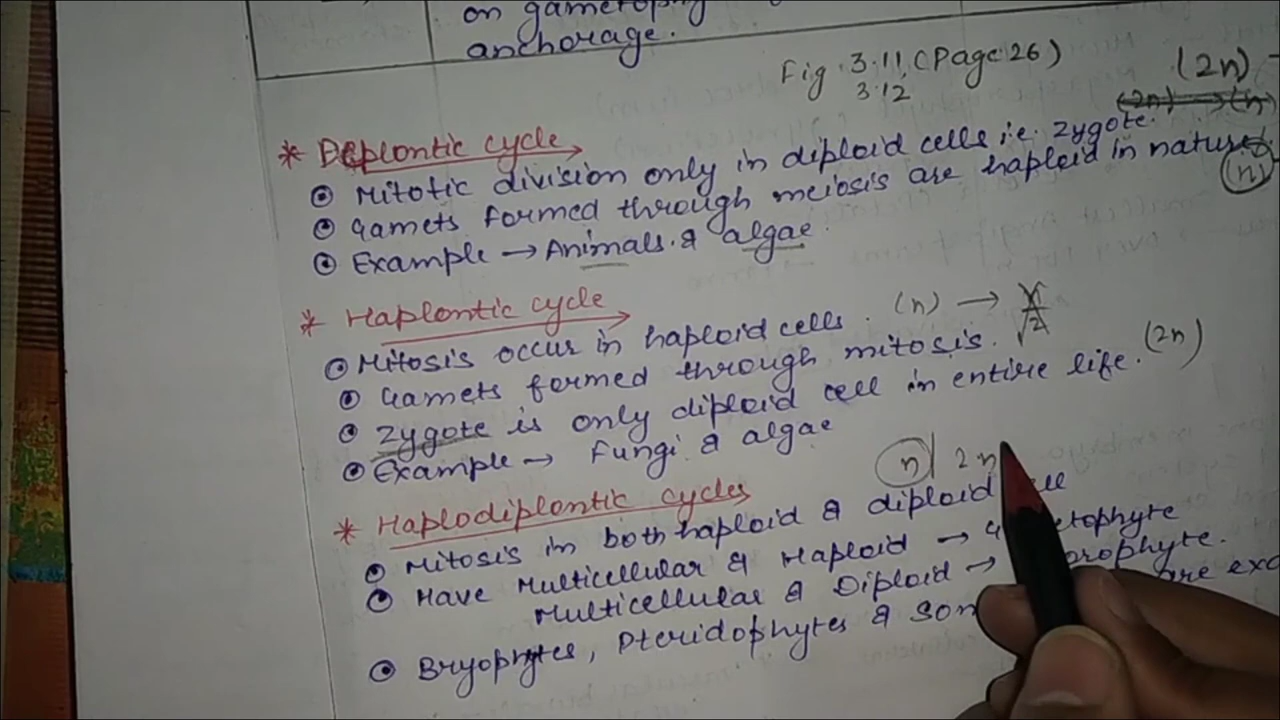 on
anchorage.
Fig 3.11 (Page 26)
3.12
(2n)
(2n) → (n)
* Deplontic cycle
Mitotic division only in diploid cells i.e. zygote.
Gamets formed through meiosis are haploid in nature.
(n)
Example → Animals & algae.
* Haplontic cycle
Mitosis occur in haploid cells. (n) →
Gamets formed through mitosis.
Zygote is only diploid cell in entire life. (2n)
Example → Fungi & algae
n | 2n
* Haplodiplontic cycles
Mitosis in both haploid & diploid
Have Multicellular & Haploid →
Multicellular & Diploid →
Bryophytes, Pteridophytes & are